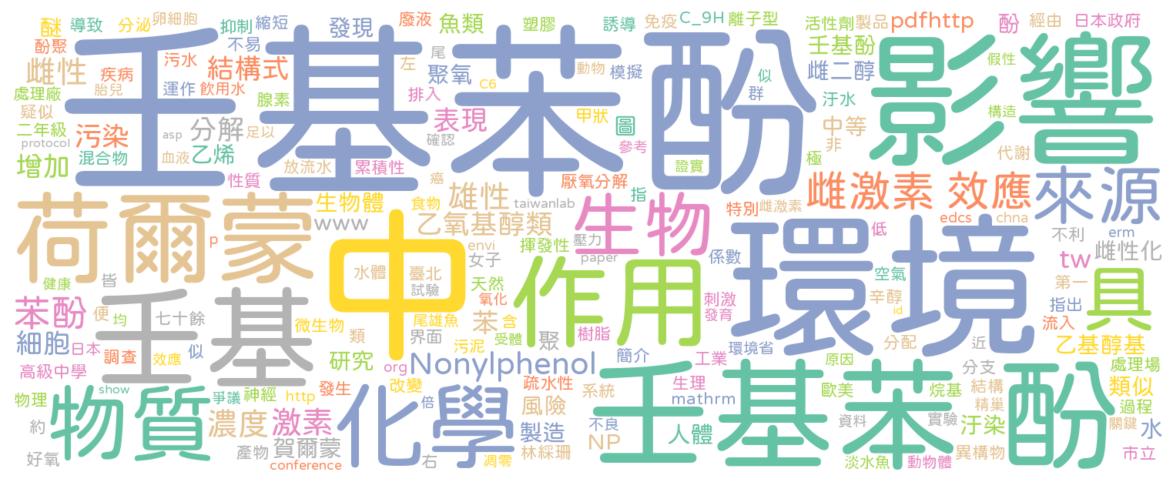 壬基苯酚
影響
環境
中
壬基苯酚
荷爾蒙
壬基
生物
作用
化學
物質
來源
具
雌激素 效應
Nonylphenol
苯酚
細胞
激素
濃度
雄性
雌性
結構式
表現
污染
增加
乙烯
分解
發現
魚類
聚氧
pdfhttp
壬基酚
雌二醇
中等
汙水
醚
分泌
導致
卵細胞
抑制
縮短
廢液
塑膠
誘導
免疫
C_9H
離子型
活性劑
製品
酚
經由
日本政府
酚聚
污水
不易
左
尾
動物
模擬
似
群
假性
疾病
胎兒
運作
飲用水
處理廠
疑似
腺素
排入
C6
甲狀
圖
非
構造
二年級
protocol
asp
血液
足以
確認
參考
證實
極
代謝
混合物
放流水
累積性
癌
厭氧分解
性質
生物體
食物
taiwanlab
指
特別
雌激素
edcs
chna
erm
低
不利
雌性化
www
乙氧基醇類
p
水體
臺北
envi
女子
揮發性
壓力
paper
係數
tw
空氣
第一
健康
皆
試驗
天然
氧化
刺激
發育
辛醇
id
指出
流入
便
均
七十餘
微生物
尾雄魚
苯
含
受體
樹脂
分配
近
乙基醇基
日本
調查
效應
似
類
污泥
界面
聚
簡介
工業
環境省
原因
分支
處理場
高級中學
研究
org
show
爭議
神經
http
發生
改變
疏水性
系統
生理
mathrm
歐美
烷基
結構
精巢
類似
過程
物理
約
倍
風險
製造
不良
NP
人體
資料
實驗
汙染
關鍵
水
好氧
產物
賀爾蒙
conference
右
凋零
林綵珊
淡水魚
動物體
異構物
市立